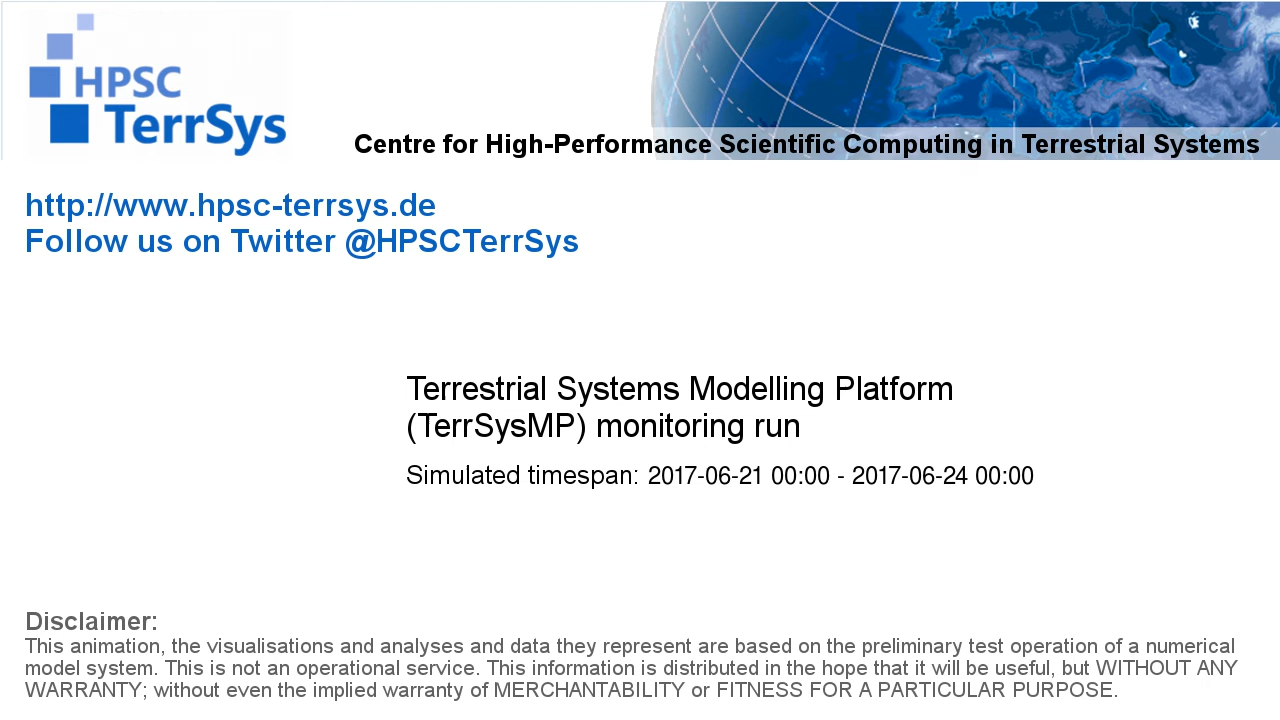 HPSC
TerrSys
Centre for High-Performance Scientific Computing in Terrestrial Systems
http://www.hpsc-terrsys.de
Follow us on Twitter @HPSCTerrSys
Terrestrial Systems Modelling Platform
(TerrSysMP) monitoring run
Simulated timespan: 2017-06-21 00:00 - 2017-06-24 00:00
Disclaimer:
This animation, the visualisations and analyses and data they represent are based on the preliminary test operation of a numerical
model system. This is not an operational service. This information is distributed in the hope that it will be useful, but WITHOUT ANY
WARRANTY; without even the implied warranty of MERCHANTABILITY or FITNESS FOR A PARTICULAR PURPOSE.